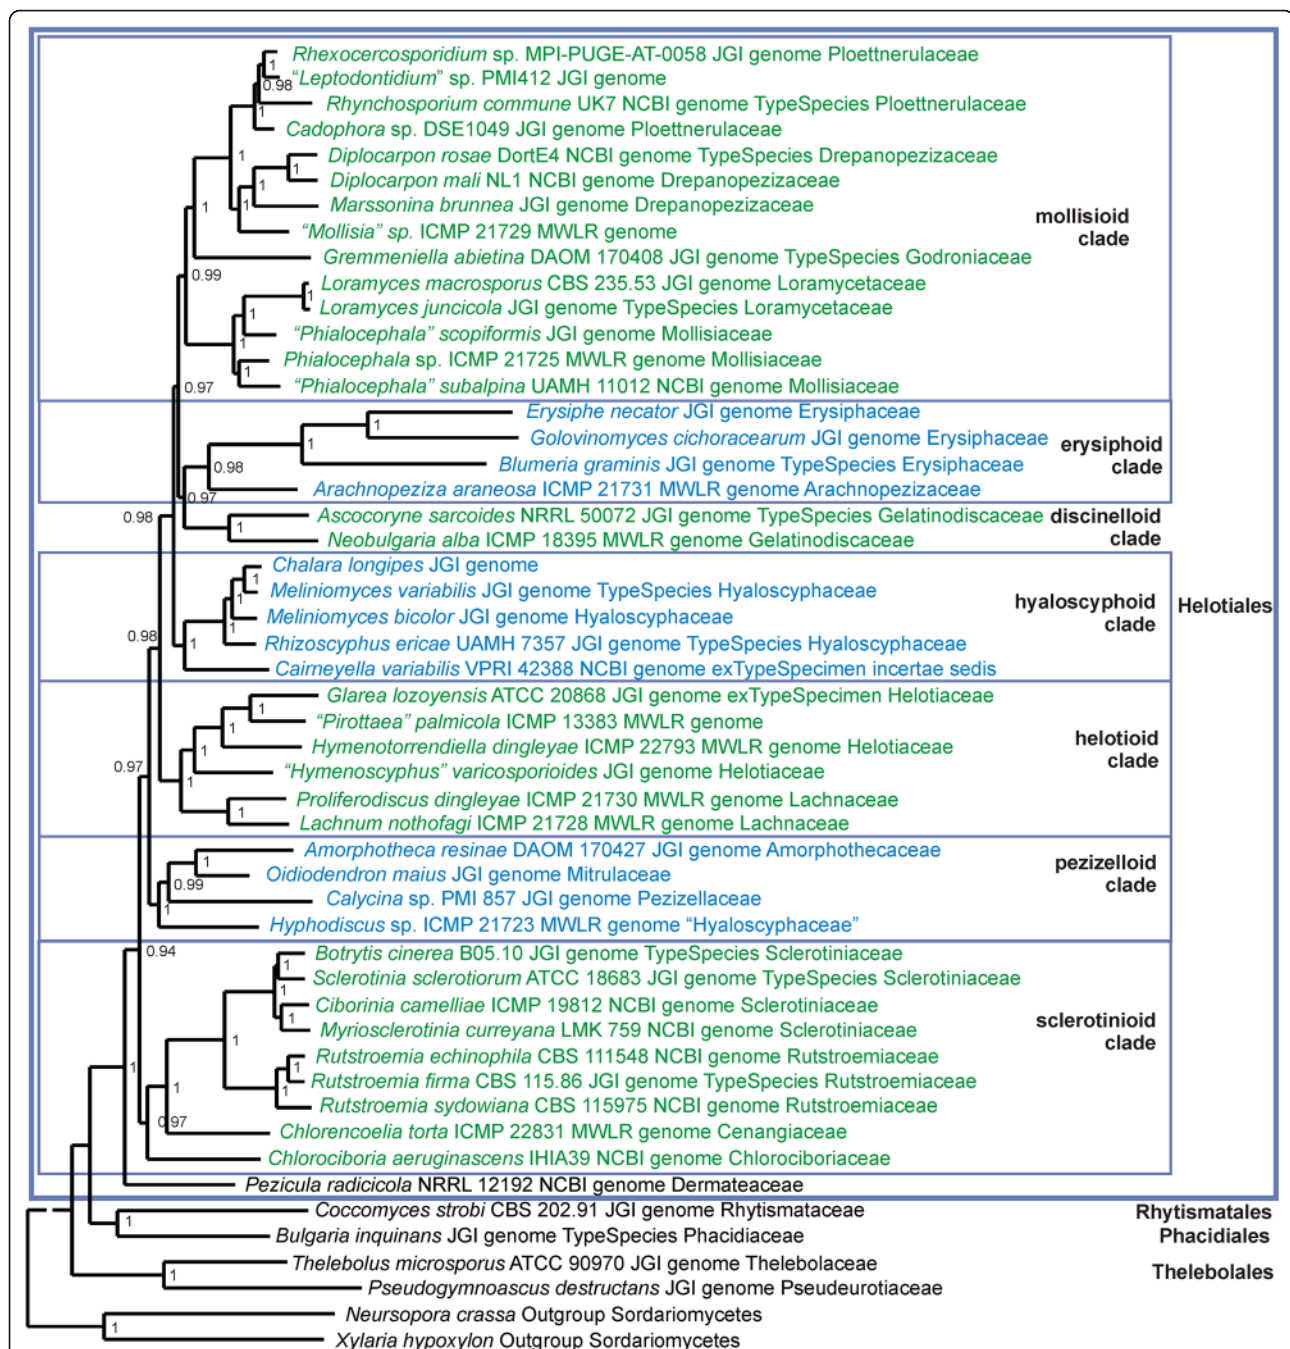 Rhexocercosporidium sp. MPI-PUGE-AT-0058 JGI genome Ploettnerulaceae
1
"Leptodontidium" sp. PMI412 JGI genome
0.98
Rhynchosporium commune UK7 NCBI genome TypeSpecies Ploettnerulaceae
1
Cadophora sp. DSE1049 JGI genome Ploettnerulaceae
1
Diplocarpon rosae DortE4 NCBI genome TypeSpecies Drepanopezizaceae
1
Diplocarpon mali NL1 NCBI genome Drepanopezizaceae
1
Marssonina brunnea JGI genome Drepanopezizaceae
1
1
mollisioid
clade
"Mollisia" sp. ICMP 21729 MWLR genome
Gremmeniella abietina DAOM 170408 JGI genome TypeSpecies Godroniaceae
0.99
Loramyces macrosporus CBS 235.53 JGI genome Loramycetaceae
1
Loramyces juncicola JGI genome TypeSpecies Loramycetaceae
1
"Phialocephala" scopiformis JGI genome Mollisiaceae
1
Phialocephala sp. ICMP 21725 MWLR genome Mollisiaceae
1
"Phialocephala" subalpina UAMH 11012 NCBI genome Mollisiaceae
0.97
Erysiphe necator JGI genome Erysiphaceae
1
Golovinomyces cichoracearum JGI genome Erysiphaceae
1
erysiphoid
clade
Blumeria graminis JGI genome TypeSpecies Erysiphaceae
0.98
Arachnopeziza araneosa ICMP 21731 MWLR genome Arachnopezizaceae
0.97
0.98
Ascocoryne sarcoides NRRL 50072 JGI genome TypeSpecies Gelatinodiscaceae
1
discinelloid
clade
Neobulgaria alba ICMP 18395 MWLR genome Gelatinodiscaceae
Chalara longipes JGI genome
1
Meliniomyces variabilis JGI genome TypeSpecies Hyaloscyphaceae
1
hyaloscyphoid
clade
Helotiales
Meliniomyces bicolor JGI genome Hyaloscyphaceae
1
Rhizoscyphus ericae UAMH 7357 JGI genome TypeSpecies Hyaloscyphaceae
0.98
1
Cairneyella variabilis VPRI 42388 NCBI genome exTypeSpecimen incertae sedis
Glarea lozoyensis ATCC 20868 JGI genome exTypeSpecimen Helotiaceae
1
"Pirottaea" palmicola ICMP 13383 MWLR genome
1
helotioid
clade
Hymenotorrendiella dingleyae ICMP 22793 MWLR genome Helotiaceae
1
0.97
"Hymenoscyphus" varicosporioides JGI genome Helotiaceae
1
Proliferodiscus dingleyae ICMP 21730 MWLR genome Lachnaceae
1
Lachnum nothofagi ICMP 21728 MWLR genome Lachnaceae
Amorphotheca resinae DAOM 170427 JGI genome Amorphothecaceae
1
pezizelloid
clade
Oidiodendron maius JGI genome Mitrulaceae
0.99
Calycina sp. PMI 857 JGI genome Pezizellaceae
1
Hyphodiscus sp. ICMP 21723 MWLR genome "Hyaloscyphaceae"
0.94
Botrytis cinerea B05.10 JGI genome TypeSpecies Sclerotiniaceae
1
Sclerotinia sclerotiorum ATCC 18683 JGI genome TypeSpecies Sclerotiniaceae
1
Ciborinia camelliae ICMP 19812 NCBI genome Sclerotiniaceae
1
sclerotinioid
clade
Myriosclerotinia curreyana LMK 759 NCBI genome Sclerotiniaceae
1
Rutstroemia echinophila CBS 111548 NCBI genome Rutstroemiaceae
1
1
Rutstroemia firma CBS 115.86 JGI genome TypeSpecies Rutstroemiaceae
1
1
Rutstroemia sydowiana CBS 115975 NCBI genome Rutstroemiaceae
0.97
Chlorencoelia torta ICMP 22831 MWLR genome Cenangiaceae
Chlorociboria aeruginascens IHIA39 NCBI genome Chlorociboriaceae
Pezicula radicicola NRRL 12192 NCBI genome Dermateaceae
Coccomyces strobi CBS 202.91 JGI genome Rhytismataceae
Rhytismatales
1
Bulgaria inquinans JGI genome TypeSpecies Phacidiaceae
Phacidiales
Thelebolus microsporus ATCC 90970 JGI genome Thelebolaceae
1
Thelebolales
Pseudogymnoascus destructans JGI genome Pseudeurotiaceae
Neursopora crassa Outgroup Sordariomycetes
1
Xylaria hypoxylon Outgroup Sordariomycetes